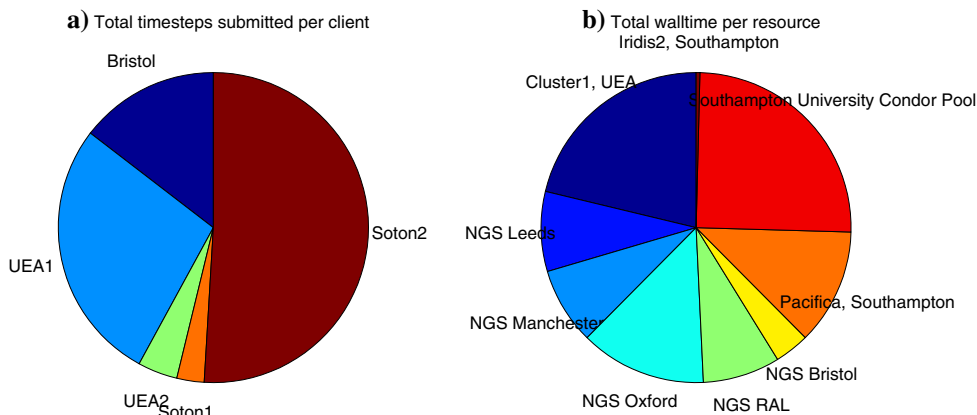 a) Total timesteps submitted per client
Bristol
UEA1
UEA2
Soton1
Soton2
b) Total walltime per resource
Iridis2, Southampton
Cluster1, UEA
Southampton University Condor Pool
NGS Leeds
Pacifica, Southampton
NGS Manchester
NGS Bristol
NGS Oxford
NGS RAL